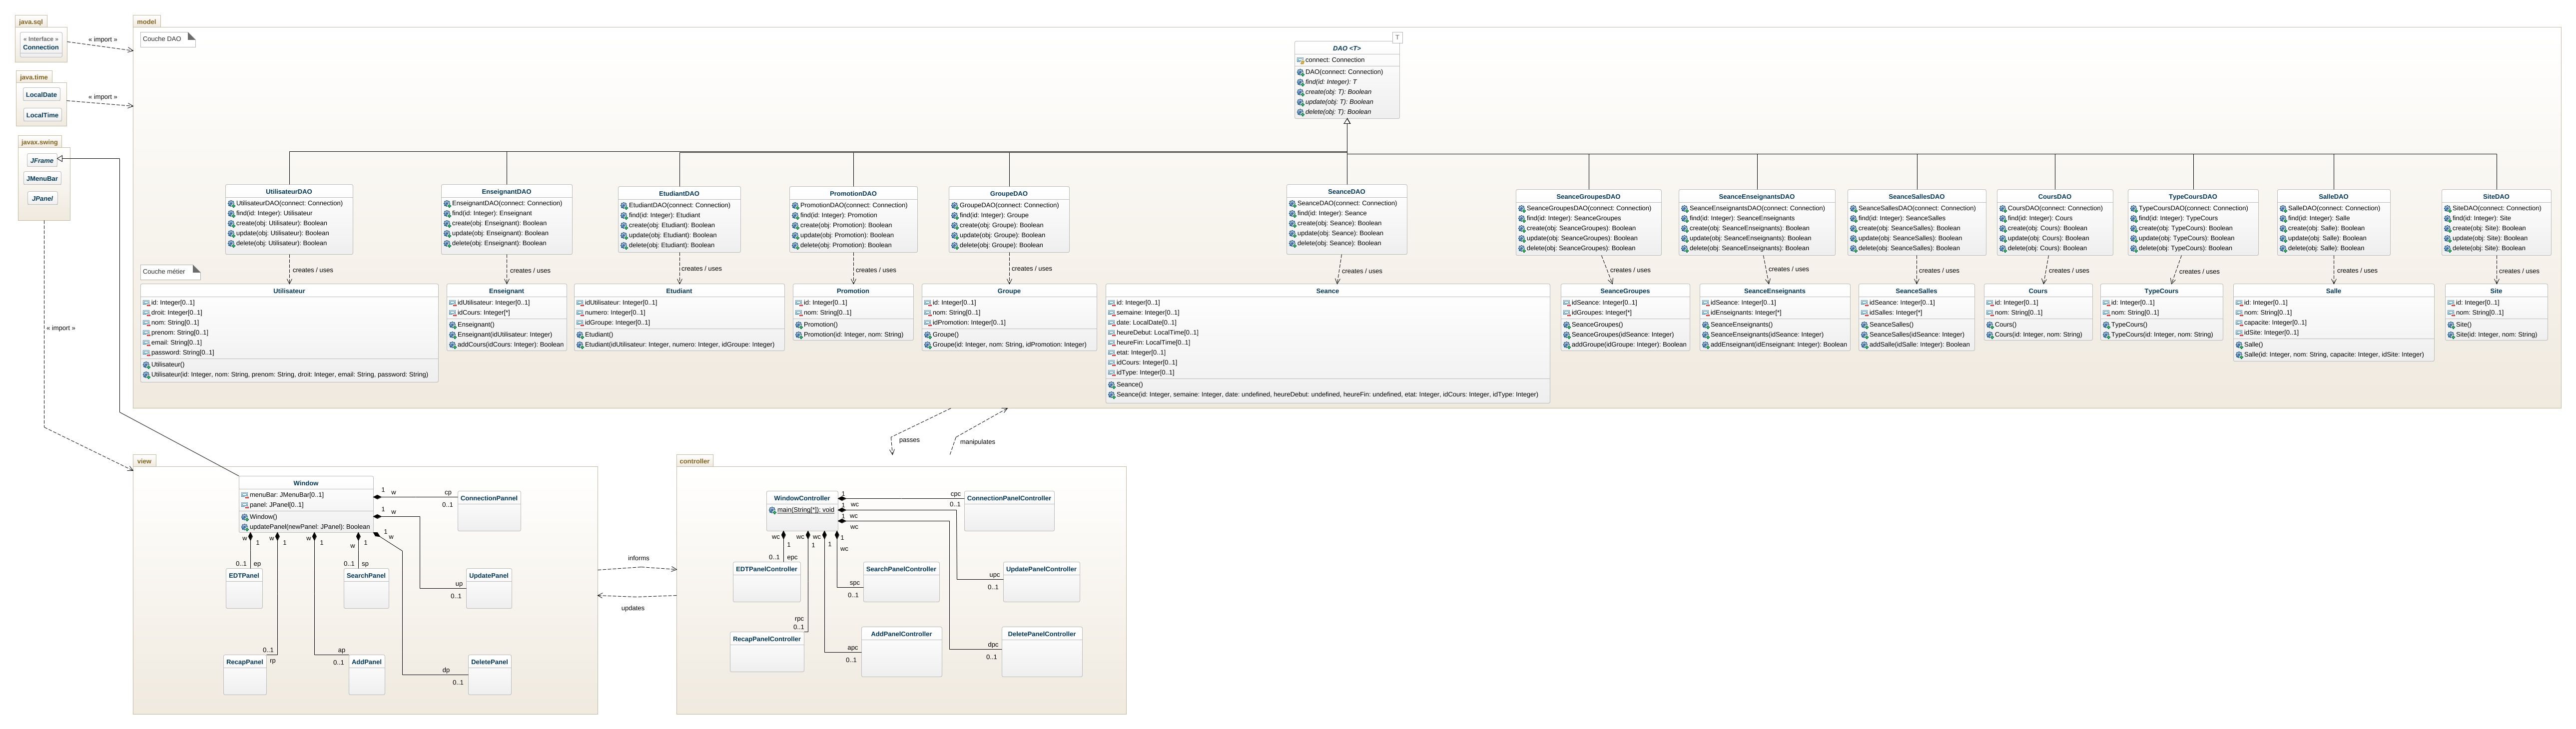 java.sql
« Interface »
Connection
« import »
java.time
LocalDate
LocalTime
« import »
javax.swing
JFrame
JMenuBar
JPanel
« import »
model
Couche DAO
T
DAO <T>
connect: Connection
DAO(connect: Connection)
find(id: Integer): T
create(obj: T): Boolean
update(obj: T): Boolean
delete(obj: T): Boolean
UtilisateurDAO
UtilisateurDAO(connect: Connection)
find(id: Integer): Utilisateur
create(obj: Utilisateur): Boolean
update(obj: Utilisateur): Boolean
delete(obj: Utilisateur): Boolean
EnseignantDAO
EnseignantDAO(connect: Connection)
find(id: Integer): Enseignant
create(obj: Enseignant): Boolean
update(obj: Enseignant): Boolean
delete(obj: Enseignant): Boolean
EtudiantDAO
EtudiantDAO(connect: Connection)
find(id: Integer): Etudiant
create(obj: Etudiant): Boolean
update(obj: Etudiant): Boolean
delete(obj: Etudiant): Boolean
PromotionDAO
PromotionDAO(connect: Connection)
find(id: Integer): Promotion
create(obj: Promotion): Boolean
update(obj: Promotion): Boolean
delete(obj: Promotion): Boolean
GroupeDAO
GroupeDAO(connect: Connection)
find(id: Integer): Groupe
create(obj: Groupe): Boolean
update(obj: Groupe): Boolean
delete(obj: Groupe): Boolean
SeanceDAO
SeanceDAO(connect: Connection)
find(id: Integer): Seance
create(obj: Seance): Boolean
update(obj: Seance): Boolean
delete(obj: Seance): Boolean
SeanceGroupesDAO
SeanceGroupesDAO(connect: Connection)
find(id: Integer): SeanceGroupes
create(obj: SeanceGroupes): Boolean
update(obj: SeanceGroupes): Boolean
delete(obj: SeanceGroupes): Boolean
SeanceEnseignantsDAO
SeanceEnseignantsDAO(connect: Connection)
find(id: Integer): SeanceEnseignants
create(obj: SeanceEnseignants): Boolean
update(obj: SeanceEnseignants): Boolean
delete(obj: SeanceEnseignants): Boolean
SeanceSallesDAO
SeanceSallesDAO(connect: Connection)
find(id: Integer): SeanceSalles
create(obj: SeanceSalles): Boolean
update(obj: SeanceSalles): Boolean
delete(obj: SeanceSalles): Boolean
CoursDAO
CoursDAO(connect: Connection)
find(id: Integer): Cours
create(obj: Cours): Boolean
update(obj: Cours): Boolean
delete(obj: Cours): Boolean
TypeCoursDAO
TypeCoursDAO(connect: Connection)
find(id: Integer): TypeCours
create(obj: TypeCours): Boolean
update(obj: TypeCours): Boolean
delete(obj: TypeCours): Boolean
SalleDAO
SalleDAO(connect: Connection)
find(id: Integer): Salle
create(obj: Salle): Boolean
update(obj: Salle): Boolean
delete(obj: Salle): Boolean
SiteDAO
SiteDAO(connect: Connection)
find(id: Integer): Site
create(obj: Site): Boolean
update(obj: Site): Boolean
delete(obj: Site): Boolean
Couche métier
creates / uses
creates / uses
creates / uses
creates / uses
creates / uses
creates / uses
creates / uses
creates / uses
creates / uses
creates / uses
creates / uses
creates / uses
creates / uses
Utilisateur
id: Integer[0..1]
droit: Integer[0..1]
nom: String[0..1]
prenom: String[0..1]
email: String[0..1]
password: String[0..1]
Utilisateur()
Utilisateur(id: Integer, nom: String, prenom: String, droit: Integer, email: String, password: String)
Enseignant
idUtilisateur: Integer[0..1]
idCours: Integer[*]
Enseignant()
Enseignant(idUtilisateur: Integer)
addCours(idCours: Integer): Boolean
Etudiant
idUtilisateur: Integer[0..1]
numero: Integer[0..1]
idGroupe: Integer[0..1]
Etudiant()
Etudiant(idUtilisateur: Integer, numero: Integer, idGroupe: Integer)
Promotion
id: Integer[0..1]
nom: String[0..1]
Promotion()
Promotion(id: Integer, nom: String)
Groupe
id: Integer[0..1]
nom: String[0..1]
idPromotion: Integer[0..1]
Groupe()
Groupe(id: Integer, nom: String, idPromotion: Integer)
Seance
id: Integer[0..1]
semaine: Integer[0..1]
date: LocalDate[0..1]
heureDebut: LocalTime[0..1]
heureFin: LocalTime[0..1]
etat: Integer[0..1]
idCours: Integer[0..1]
idType: Integer[0..1]
Seance()
Seance(id: Integer, semaine: Integer, date: undefined, heureDebut: undefined, heureFin: undefined, etat: Integer, idCours: Integer, idType: Integer)
SeanceGroupes
idSeance: Integer[0..1]
idGroupes: Integer[*]
SeanceGroupes()
SeanceGroupes(idSeance: Integer)
addGroupe(idGroupe: Integer): Boolean
SeanceEnseignants
idSeance: Integer[0..1]
idEnseignants: Integer[*]
SeanceEnseignants()
SeanceEnseignants(idSeance: Integer)
addEnseignant(idEnseignant: Integer): Boolean
SeanceSalles
idSeance: Integer[0..1]
idSalles: Integer[*]
SeanceSalles()
SeanceSalles(idSeance: Integer)
addSalle(idSalle: Integer): Boolean
Cours
id: Integer[0..1]
nom: String[0..1]
Cours()
Cours(id: Integer, nom: String)
TypeCours
id: Integer[0..1]
nom: String[0..1]
TypeCours()
TypeCours(id: Integer, nom: String)
Salle
id: Integer[0..1]
nom: String[0..1]
capacite: Integer[0..1]
idSite: Integer[0..1]
Salle()
Salle(id: Integer, nom: String, capacite: Integer, idSite: Integer)
Site
id: Integer[0..1]
nom: String[0..1]
Site()
Site(id: Integer, nom: String)
passes
manipulates
view
Window
menuBar: JMenuBar[0..1]
panel: JPanel[0..1]
Window()
updatePanel(newPanel: JPanel): Boolean
1 w cp
0..1
ConnectionPannel
1 w
1
w
w 1
w 1
w 1
w 1
0..1 ep
0..1 sp
EDTPanel
SearchPanel
up
0..1
UpdatePanel
0..1
rp
RecapPanel
ap
0..1
AddPanel
dp
0..1
DeletePanel
informs
updates
controller
WindowController
main(String[*]): void
1
cpc
0..1
ConnectionPanelController
1 wc
wc
1
wc
wc 1
wc 1
wc 1
1
wc
0..1 epc
EDTPanelController
spc
0..1
SearchPanelController
upc
0..1
UpdatePanelController
rpc
0..1
RecapPanelController
apc
0..1
AddPanelController
dpc
0..1
DeletePanelController